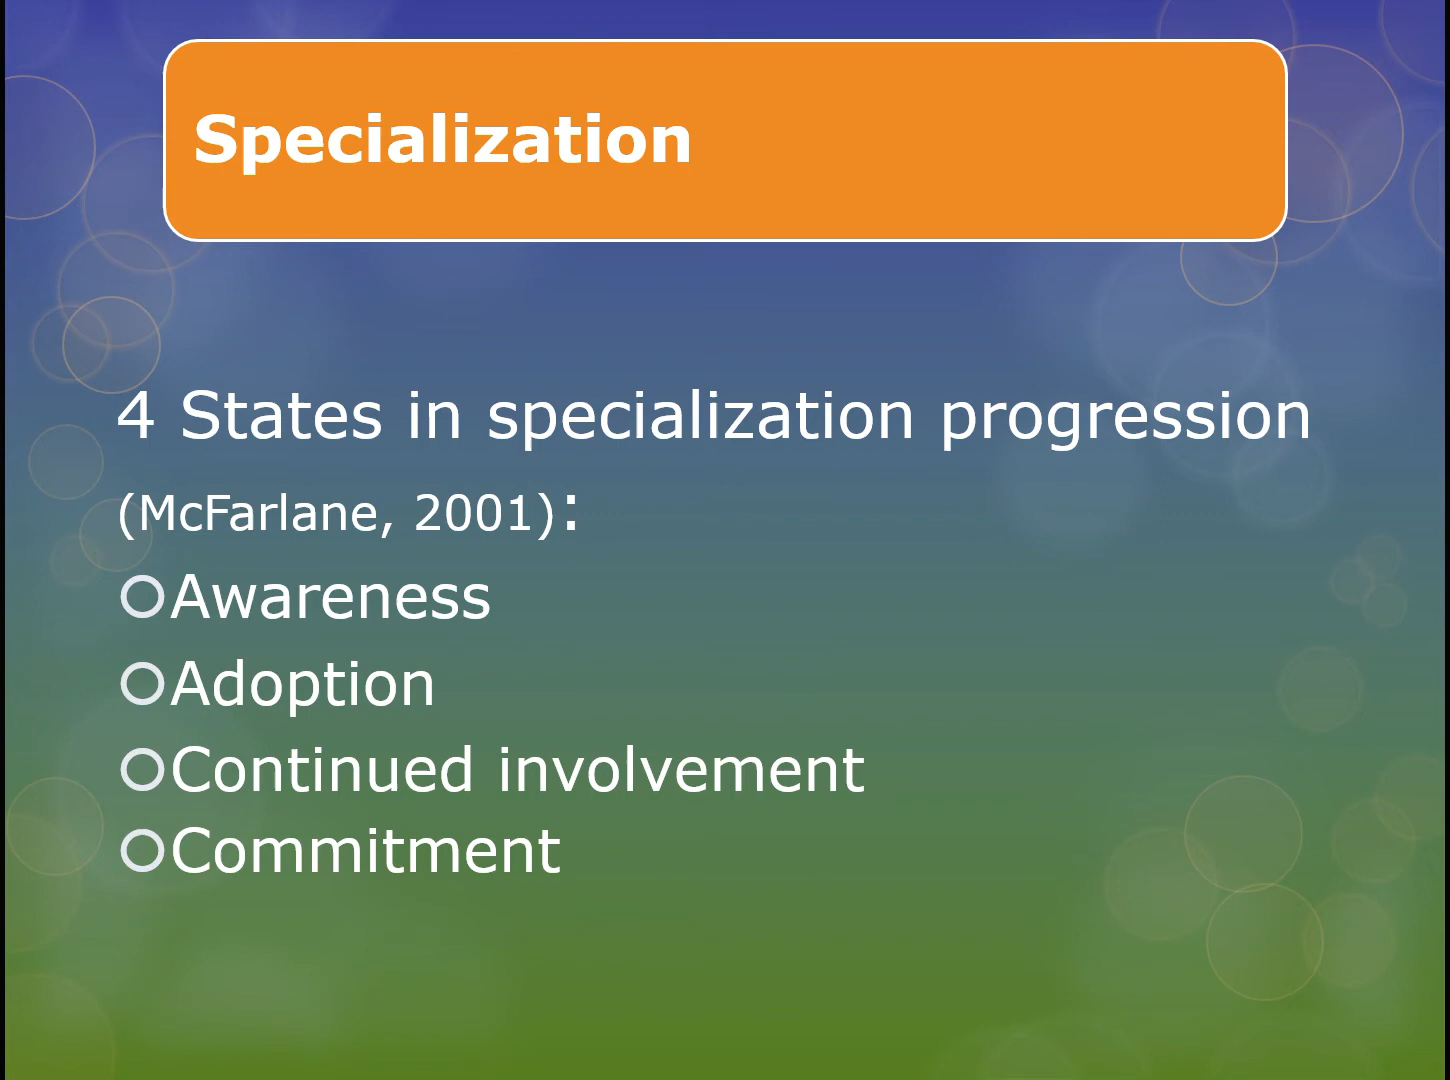 Specialization
4 States in specialization progression
(McFarlane, 2001):
Awareness
Adoption
Continued involvement
Commitment